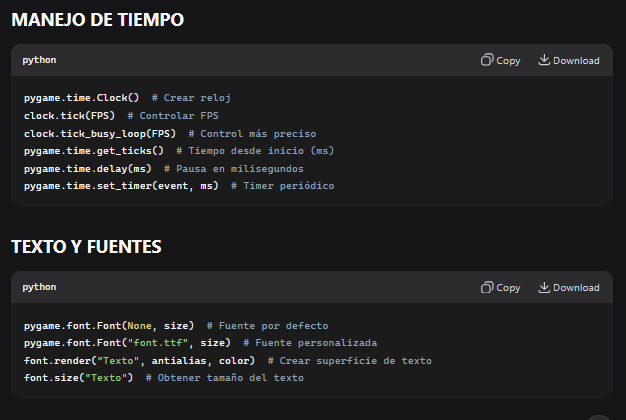 MANEJO DE TIEMPO
python Copy Download
pygame.time.Clock()  # Crear reloj
clock.tick(FPS)  # Controlar FPS
clock.tick_busy_loop(FPS)  # Control más preciso
pygame.time.get_ticks()  # Tiempo desde inicio (ms)
pygame.time.delay(ms)  # Pausa en milisegundos
pygame.time.set_timer(event, ms)  # Timer periódico
TEXTO Y FUENTES
python Copy Download
pygame.font.Font(None, size)  # Fuente por defecto
pygame.font.Font("font.ttf", size)  # Fuente personalizada
font.render("Texto", antialias, color)  # Crear superficie de texto
font.size("Texto")  # Obtener tamaño del texto